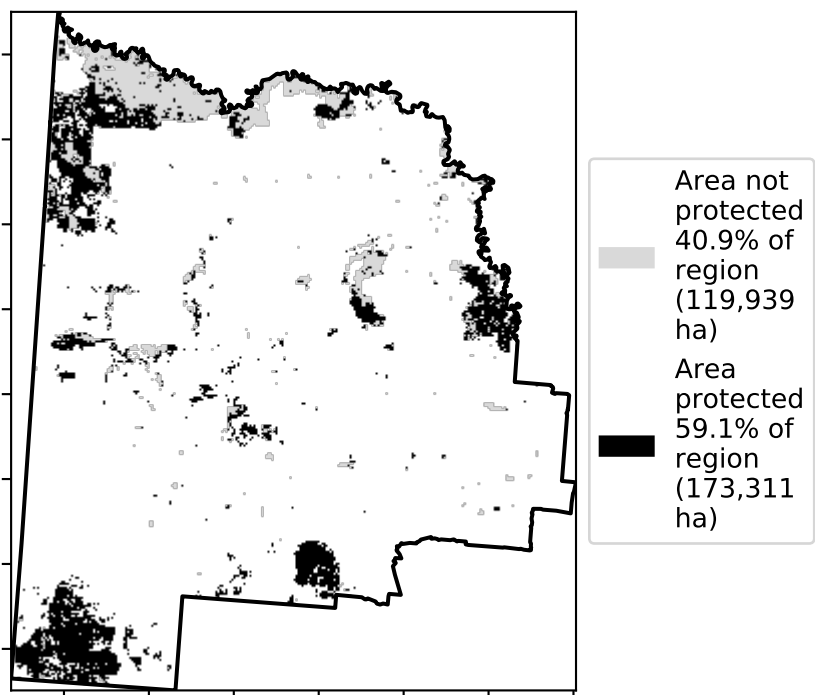 Area not
protected
40.9% of
region
(119,939
ha)
Area
protected
59.1% of
region
(173,311
ha)